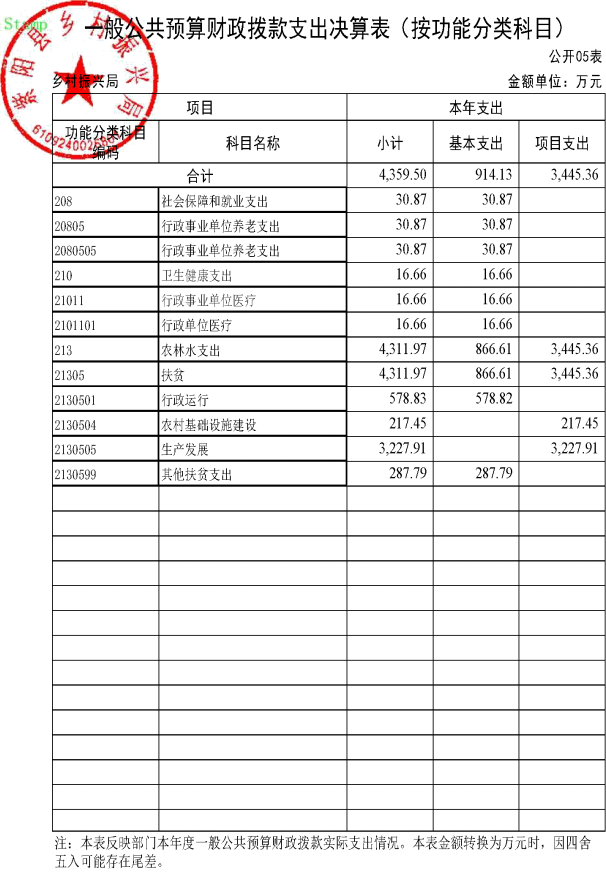 Stamp
一般公共预算财政拨款支出决算表（按功能分类科目）
公开05表
乡村振兴局 金额单位：万元
紫阳县乡村振兴局
项目 本年支出
功能分类科目编码 科目名称 小计 基本支出 项目支出
合计 4,359.50 914.13 3,445.36
208 社会保障和就业支出 30.87 30.87
20805 行政事业单位养老支出 30.87 30.87
2080505 行政事业单位养老支出 30.87 30.87
210 卫生健康支出 16.66 16.66
21011 行政事业单位医疗 16.66 16.66
2101101 行政单位医疗 16.66 16.66
213 农林水支出 4,311.97 866.61 3,445.36
21305 扶贫 4,311.97 866.61 3,445.36
2130501 行政运行 578.83 578.82
2130504 农村基础设施建设 217.45 217.45
2130505 生产发展 3,227.91 3,227.91
2130599 其他扶贫支出 287.79 287.79
注：本表反映部门本年度一般公共预算财政拨款实际支出情况。本表金额转换为万元时，因四舍
五入可能存在尾差。